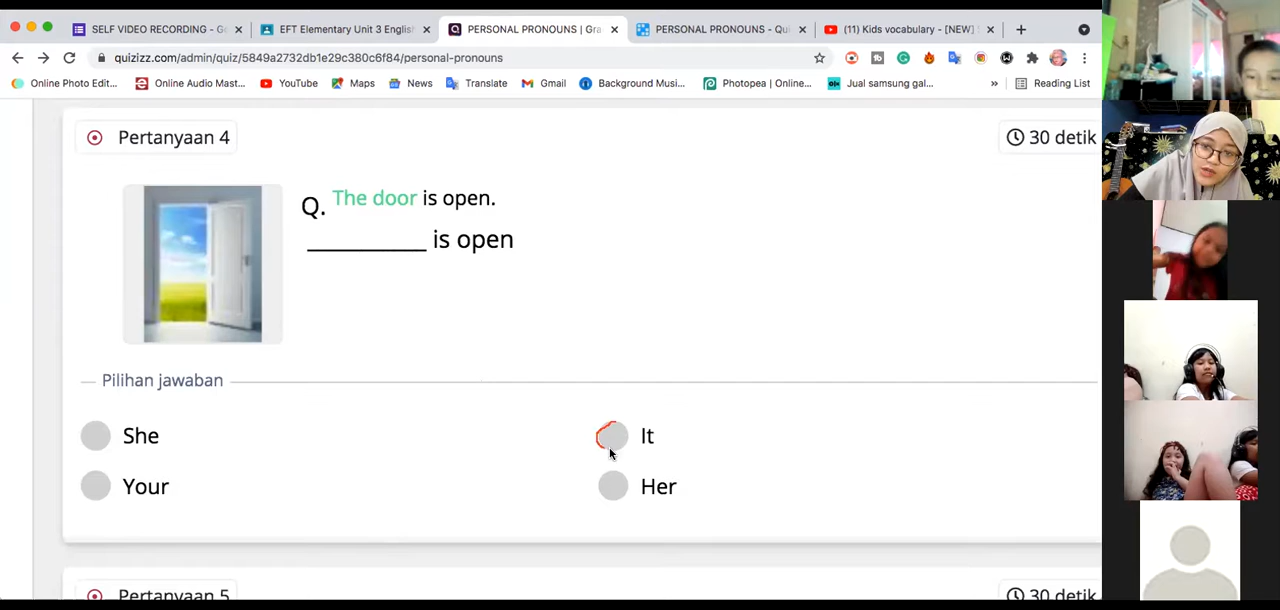 SELF VIDEO RECORDING - G
EFT Elementary Unit 3 Englis
PERSONAL PRONOUNS | Gra
PERSONAL PRONOUNS - Qui
(11) Kids vocabulary - [NEW]
quizizz.com/admin/quiz/5849a2732db1e29c3e0c6f84/personal-pronouns
Online Photo Edit...
Online Audio Mast...
YouTube
Maps
News
Translate
Gmail
Background Musi...
Photopea | Online...
Jual samsung gal...
»
Reading List
Pertanyaan 4
30 detik
Q. The door is open.
__________ is open
Pilihan jawaban
She
It
Your
Her
Pertanyaan 5
30 detik